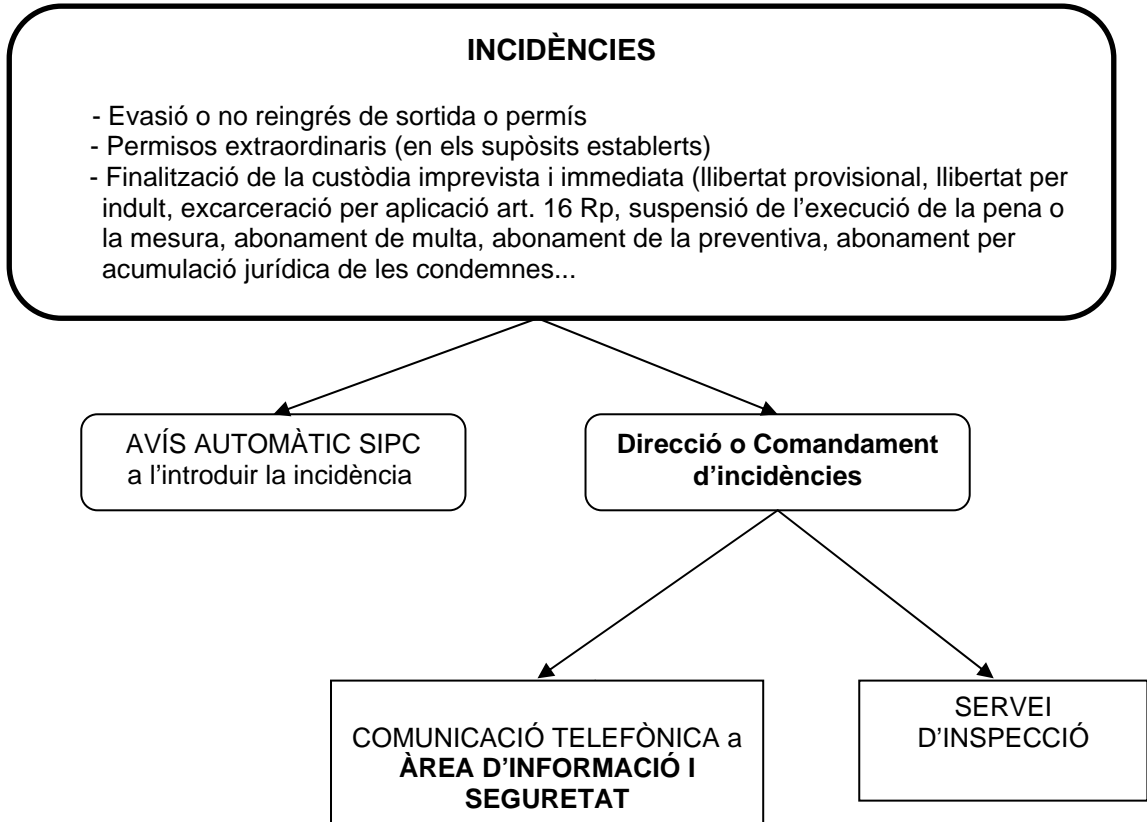 INCIDÈNCIES
- Evasió o no reingrés de sortida o permís
- Permisos extraordinaris (en els supòsits establerts)
- Finalització de la custòdia imprevista i immediata (llibertat provisional, llibertat per
indult, excarceració per aplicació art. 16 Rp, suspensió de l’execució de la pena o
la mesura, abonament de multa, abonament de la preventiva, abonament per
acumulació jurídica de les condemnes...
AVÍS AUTOMÀTIC SIPC
a l’introduir la incidència
Direcció o Comandament
d’incidències
COMUNICACIÓ TELEFÒNICA a
ÀREA D’INFORMACIÓ I
SEGURETAT
SERVEI
D’INSPECCIÓ